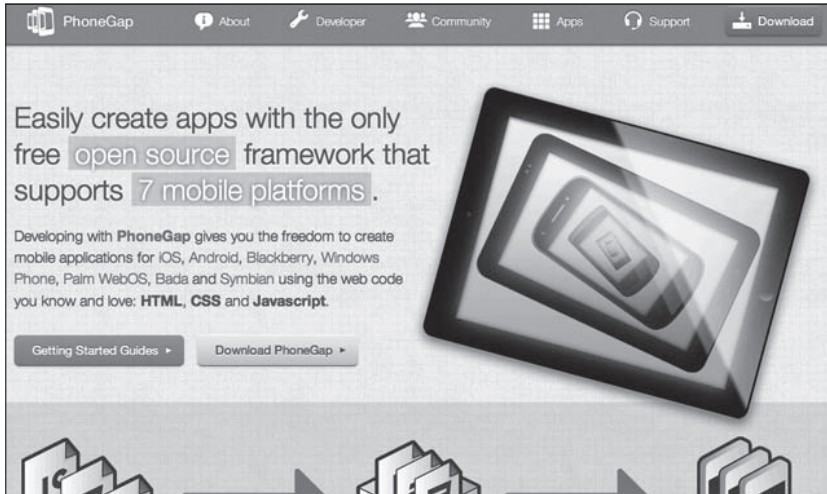 PhoneGap
About
Developer
Community
Apps
Support
Download
Easily create apps with the only
free open source framework that
supports 7 mobile platforms.
Developing with PhoneGap gives you the freedom to create
mobile applications for iOS, Android, Blackberry, Windows
Phone, Palm WebOS, Bada and Symbian using the web code
you know and love: HTML, CSS and Javascript.
Getting Started Guides
Download PhoneGap